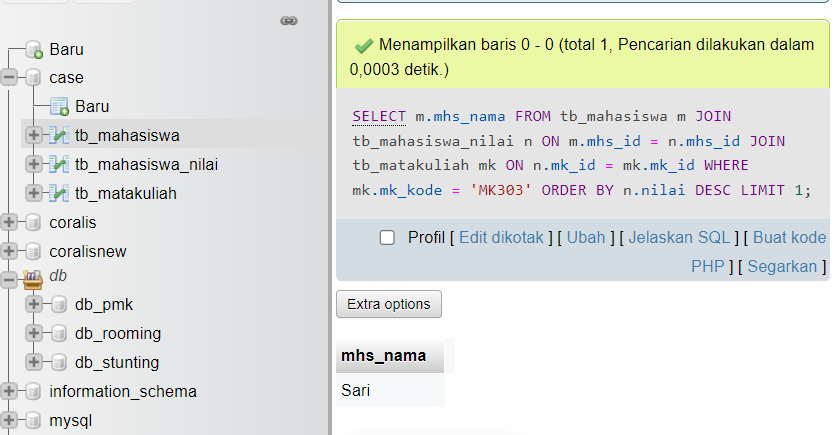 Baru
case
Baru
tb_mahasiswa
tb_mahasiswa_nilai
tb_matakuliah
coralis
coralisnew
db
db_pmk
db_rooming
db_stunting
information_schema
mysql
Menampilkan baris 0 - 0 (total 1, Pencarian dilakukan dalam
0,0003 detik.)
SELECT m.mhs_nama FROM tb_mahasiswa m JOIN
tb_mahasiswa_nilai n ON m.mhs_id = n.mhs_id JOIN
tb_matakuliah mk ON n.mk_id = mk.mk_id WHERE
mk.mk_kode = 'MK303' ORDER BY n.nilai DESC LIMIT 1;
Profil [ Edit dikotak ] [ Ubah ] [ Jelaskan SQL ] [ Buat kode
PHP ] [ Segarkan ]
Extra options
mhs_nama
Sari